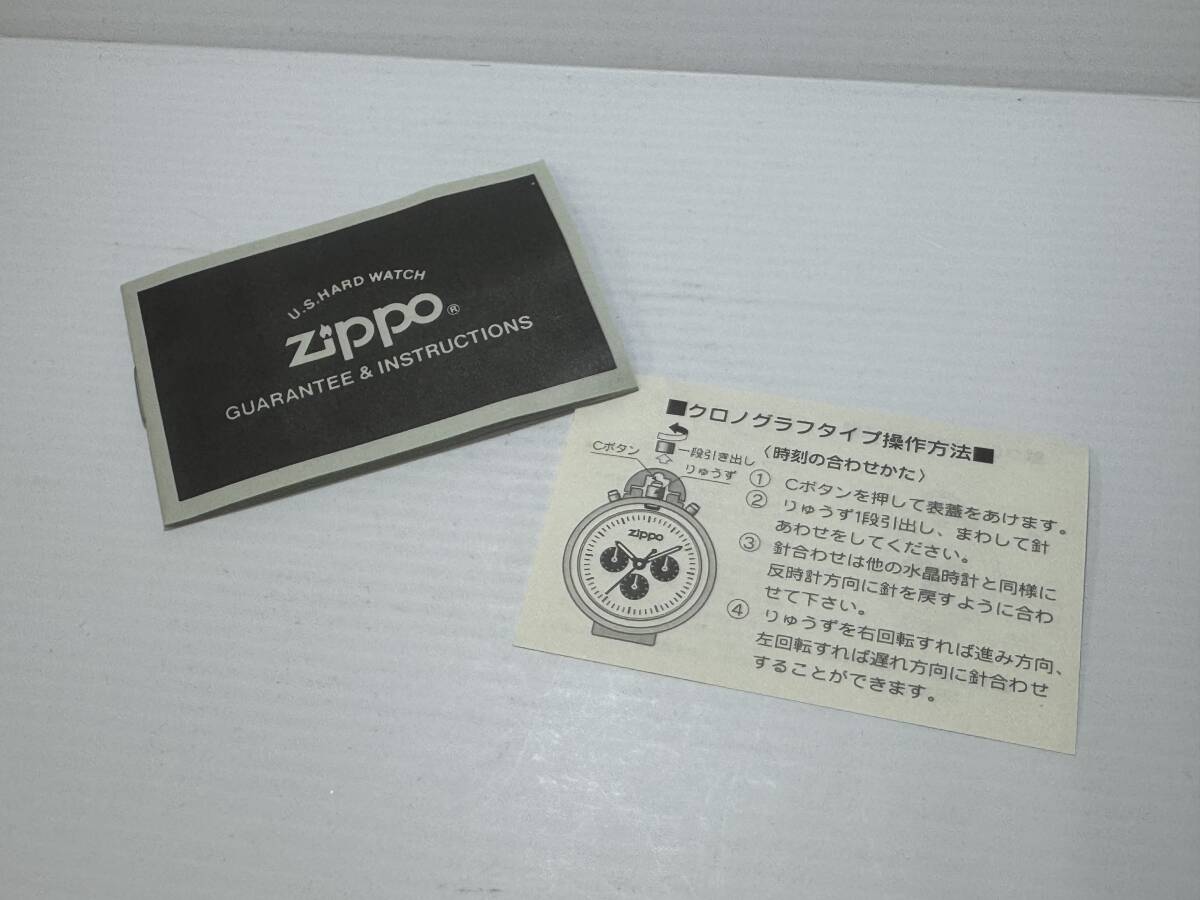 U.S.HARD WATCH
zippo®
GUARANTEE & INSTRUCTIONS
■クロノグラフタイプ操作方法■
Cボタン
一段引き出し
りゅうず
zippo
〈時刻の合わせかた〉
① Cボタンを押して表蓋をあけます。
② りゅうず1段引出し、まわして針
あわせをしてください。
③ 針合わせは他の水晶時計と同様に
反時計方向に針を戻すように合わ
せて下さい。
④ りゅうずを右回転すれば進み方向、
左回転すれば遅れ方向に針合わせ
することができます。